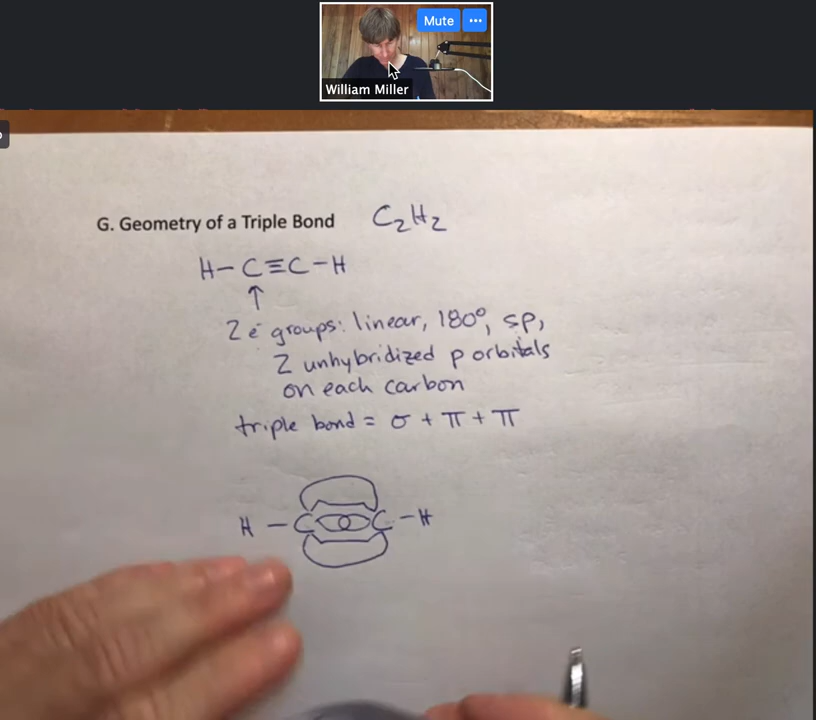 Mute
William Miller
G. Geometry of a Triple Bond C₂H₂
H-C≡C-H
↑
2 e⁻ groups: linear, 180°, sp,
2 unhybridized p orbitals
on each carbon
triple bond = σ + π + π
H - C C - H